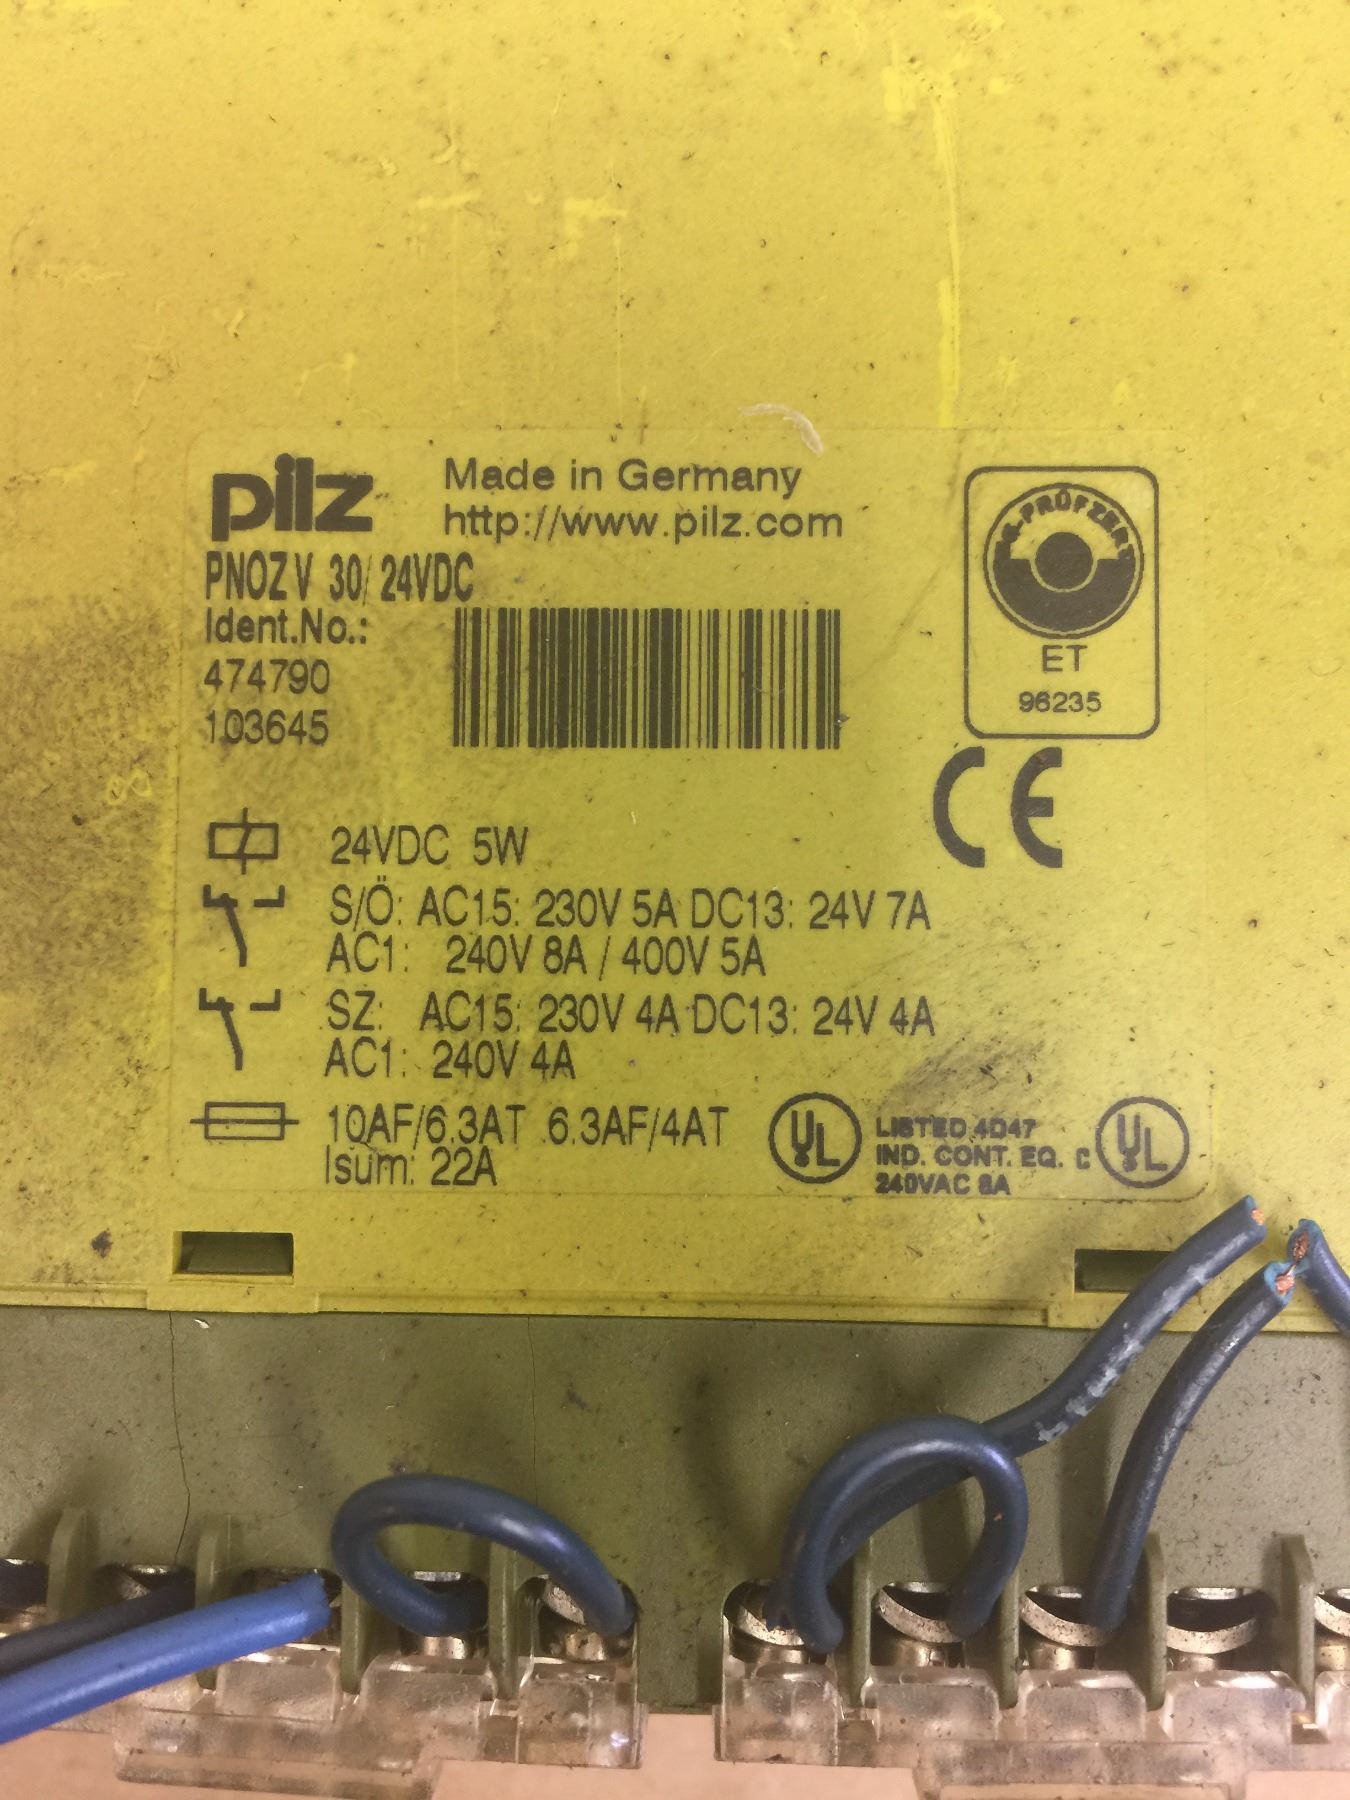 pilz
Made in Germany
http://www.pilz.com
PNOZ V 30/ 24VDC
Ident.No.:
474790
103645
BG-PRÜFZERT
ET
96235
CE
24VDC 5W
S/Ö: AC15: 230V 5A DC13: 24V 7A
AC1: 240V 8A / 400V 5A
SZ: AC15: 230V 4A DC13: 24V 4A
AC1: 240V 4A
10AF/6.3AT 6.3AF/4AT
Isum: 22A
UL
LISTED 4D47
IND. CONT. EQ.
240VAC 8A
C UL